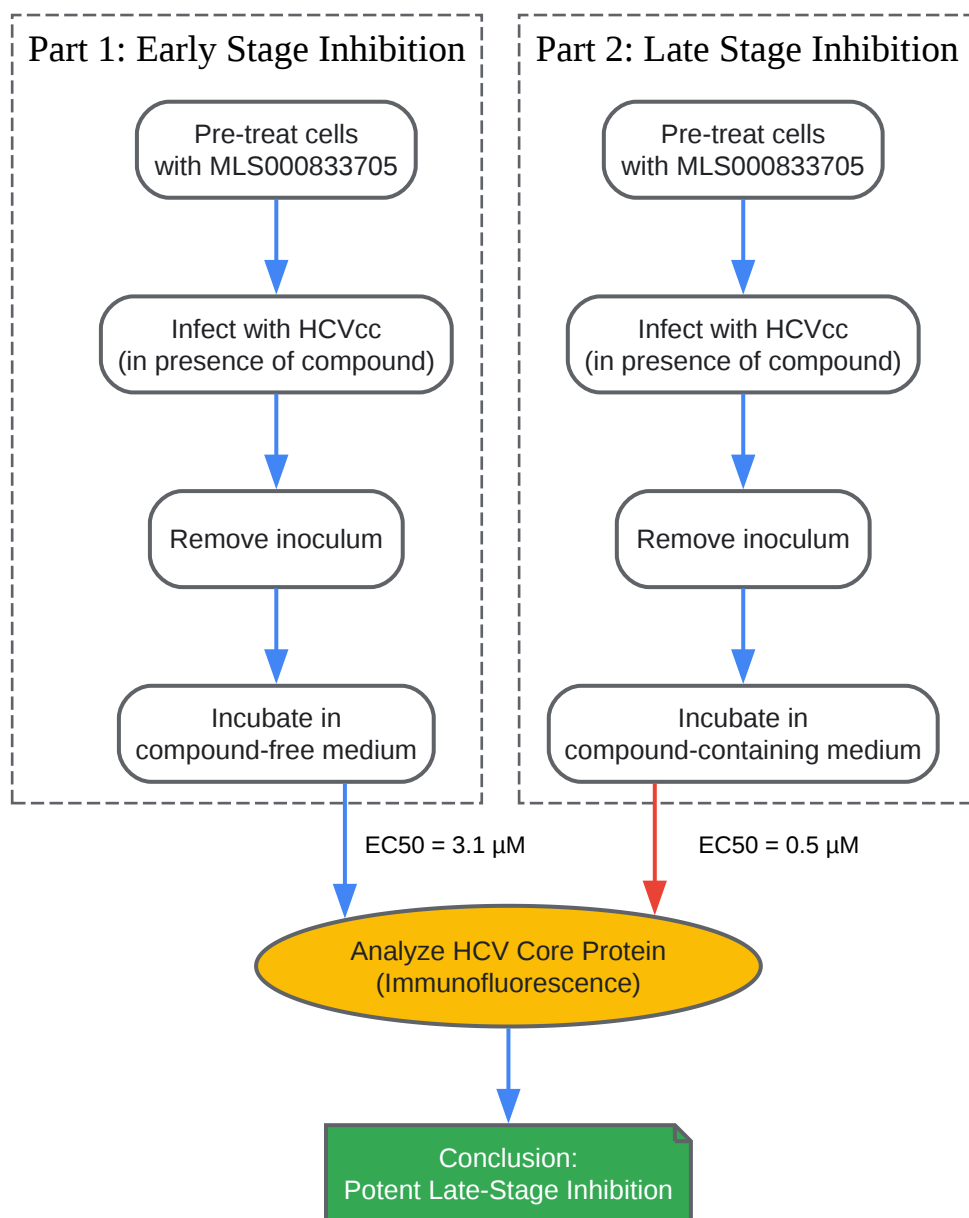 Part 1: Early Stage Inhibition
Pre-treat cells
with MLS000833705
Infect with HCVcc
(in presence of compound)
Remove inoculum
Incubate in
compound-free medium
EC50 = 3.1 µM
Part 2: Late Stage Inhibition
Pre-treat cells
with MLS000833705
Infect with HCVcc
(in presence of compound)
Remove inoculum
Incubate in
compound-containing medium
EC50 = 0.5 µM
Analyze HCV Core Protein
(Immunofluorescence)
Conclusion:
Potent Late-Stage Inhibition